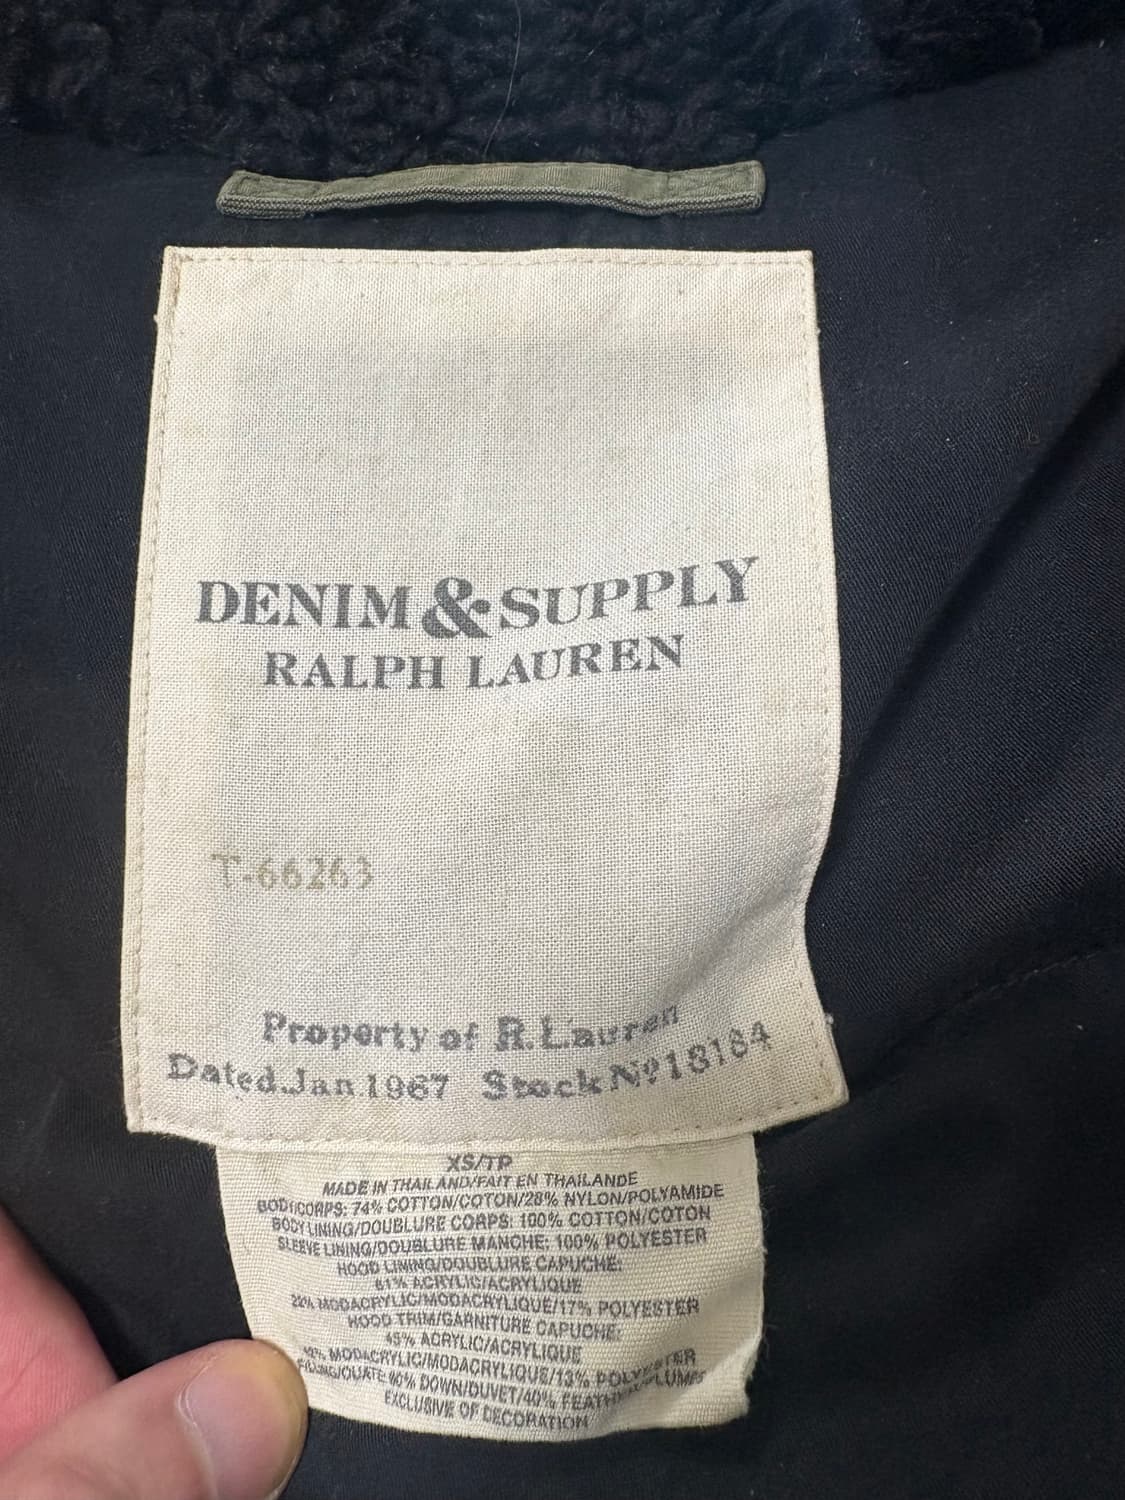 DENIM & SUPPLY
RALPH LAUREN
T-66263
Property of R.Lauren
Dated Jan 1967 Stock Nº 18184
XS/TP
MADE IN THAILAND/FAIT EN THAILANDE
BODY/CORPS: 74% COTTON/COTON/26% NYLON/POLYAMIDE
BODY LINING/DOUBLURE CORPS: 100% COTTON/COTON
SLEEVE LINING/DOUBLURE MANCHE: 100% POLYESTER
HOOD LINING/DOUBLURE CAPUCHE:
61% ACRYLIC/ACRYLIQUE
22% MODACRYLIC/MODACRYLIQUE/17% POLYESTER
HOOD TRIM/GARNITURE CAPUCHE:
45% ACRYLIC/ACRYLIQUE
MODACRYLIC/MODACRYLIQUE/13% POLYESTER
FILLING/OUATE 60% DOWN/DUVET/40% FEATHER/PLUMES
EXCLUSIVE OF DECORATION